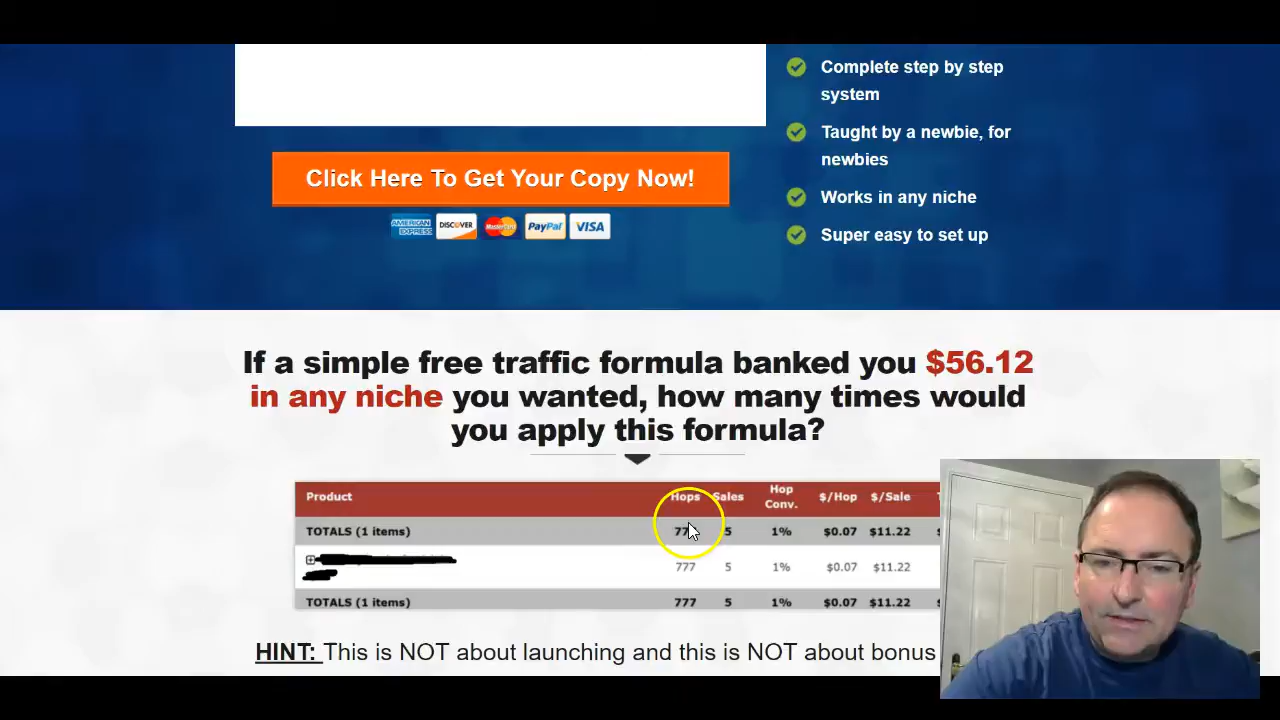 Complete step by step
system
Taught by a newbie, for
newbies
Works in any niche
Super easy to set up
Click Here To Get Your Copy Now!
AMERICAN EXPRESS DISCOVER MasterCard PayPal VISA
If a simple free traffic formula banked you $56.12
in any niche you wanted, how many times would
you apply this formula?
Product Hops Sales Hop Conv. $/Hop $/Sale
TOTALS (1 items) 777 5 1% $0.07 $11.22
777 5 1% $0.07 $11.22
TOTALS (1 items) 777 5 1% $0.07 $11.22
HINT: This is NOT about launching and this is NOT about bonus